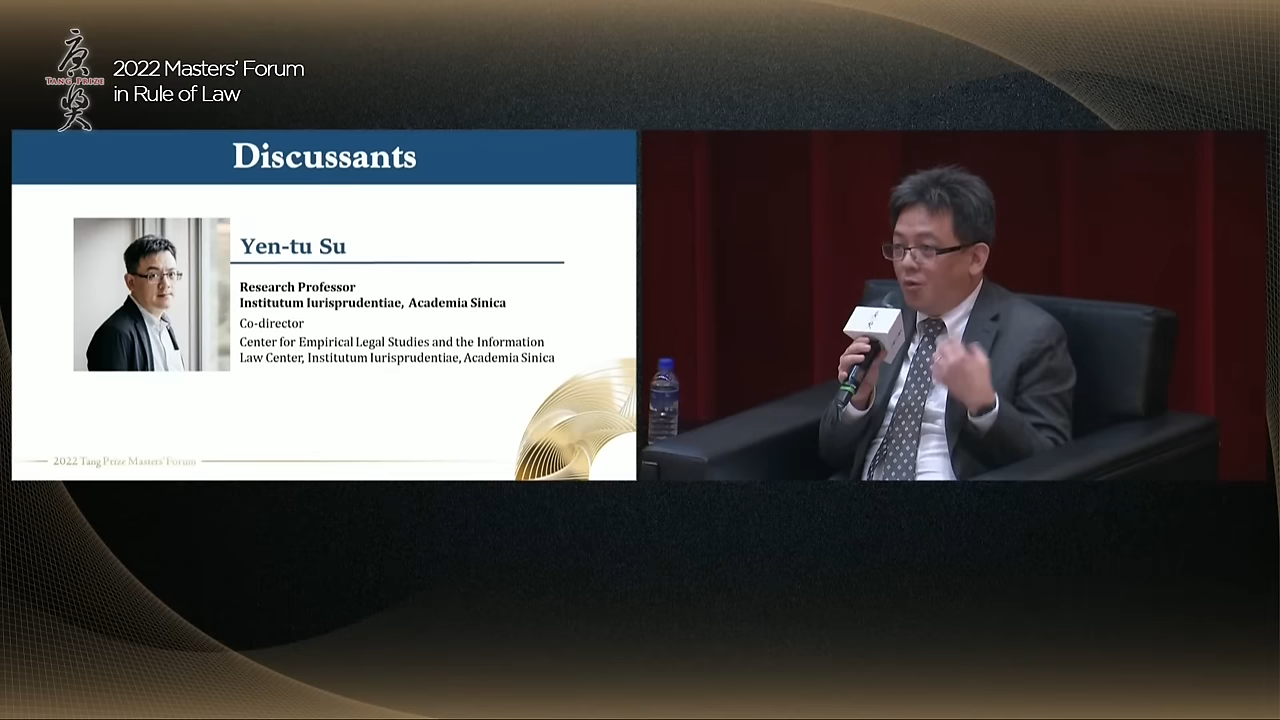 唐
TANG PRIZE
獎
2022 Masters' Forum
in Rule of Law
Discussants
Yen-tu Su
Research Professor
Institutum Iurisprudentiae, Academia Sinica
Co-director
Center for Empirical Legal Studies and the Information
Law Center, Institutum Iurisprudentiae, Academia Sinica
2022 Tang Prize Masters' Forum